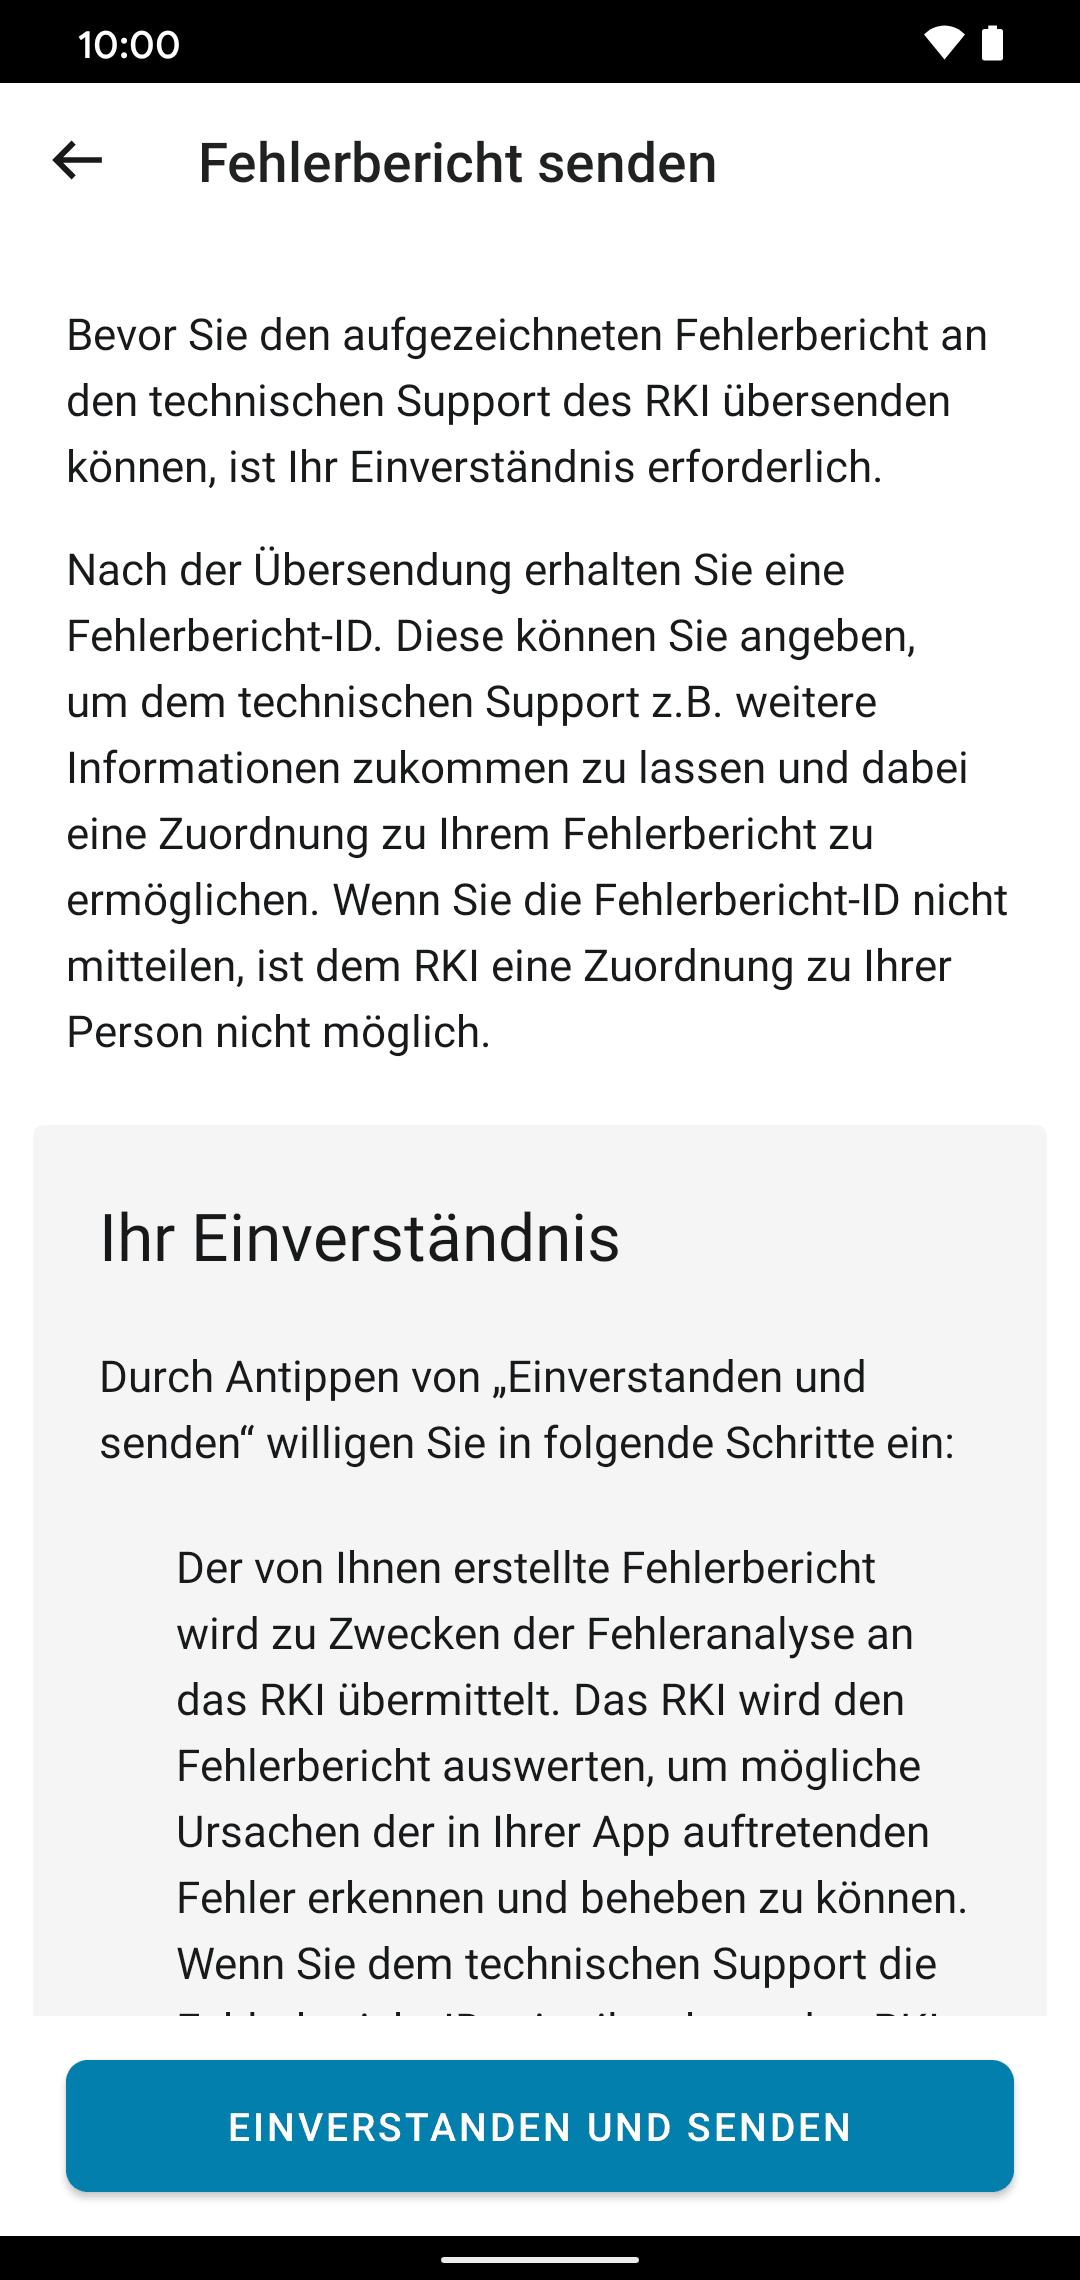 10:00
Fehlerbericht senden
Bevor Sie den aufgezeichneten Fehlerbericht an
den technischen Support des RKI übersenden
können, ist Ihr Einverständnis erforderlich.
Nach der Übersendung erhalten Sie eine
Fehlerbericht-ID. Diese können Sie angeben,
um dem technischen Support z.B. weitere
Informationen zukommen zu lassen und dabei
eine Zuordnung zu Ihrem Fehlerbericht zu
ermöglichen. Wenn Sie die Fehlerbericht-ID nicht
mitteilen, ist dem RKI eine Zuordnung zu Ihrer
Person nicht möglich.
Ihr Einverständnis
Durch Antippen von „Einverstanden und
senden“ willigen Sie in folgende Schritte ein:
Der von Ihnen erstellte Fehlerbericht
wird zu Zwecken der Fehleranalyse an
das RKI übermittelt. Das RKI wird den
Fehlerbericht auswerten, um mögliche
Ursachen der in Ihrer App auftretenden
Fehler erkennen und beheben zu können.
Wenn Sie dem technischen Support die
EINVERSTANDEN UND SENDEN